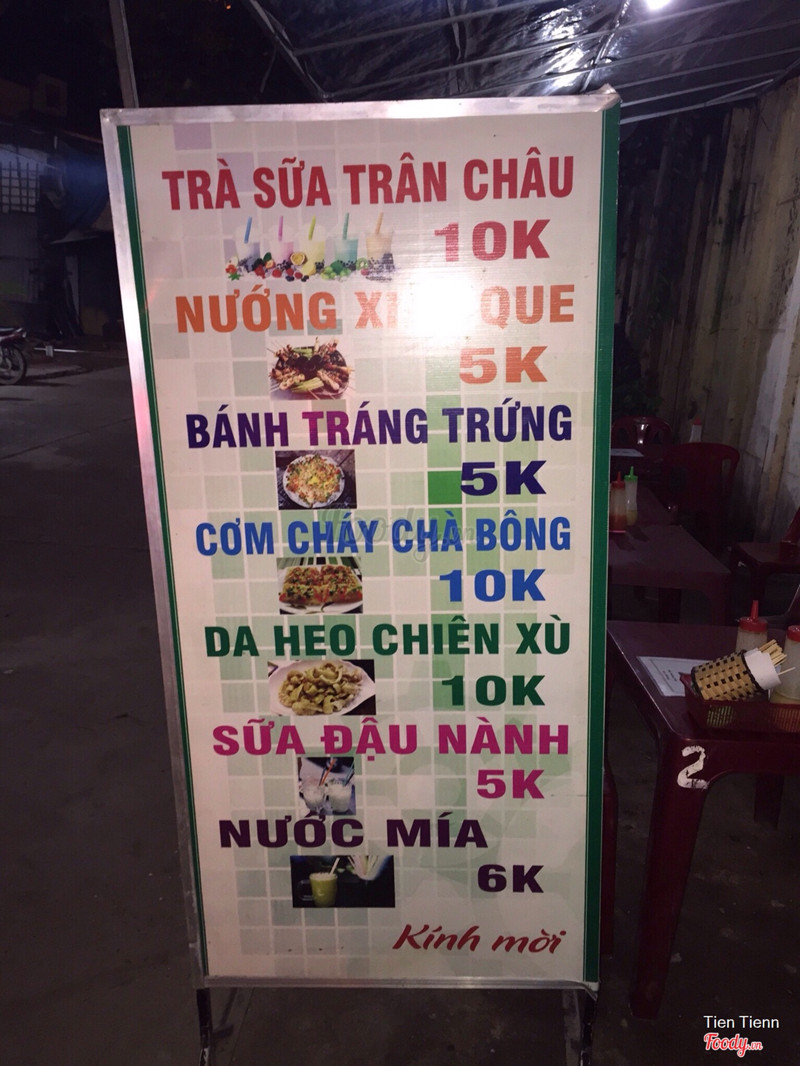 TRÀ SỮA TRÂN CHÂU
10K
NƯỚNG QUE
5K
BÁNH TRÁNG TRỨNG
5K
CƠM CHÁY CHÀ BÔNG
10K
DA HEO CHIÊN XÙ
10K
SỮA ĐẬU NÀNH
5K
NƯỚC MÍA
6K
Kính mời
2
Tien Tienn
Foody.vn